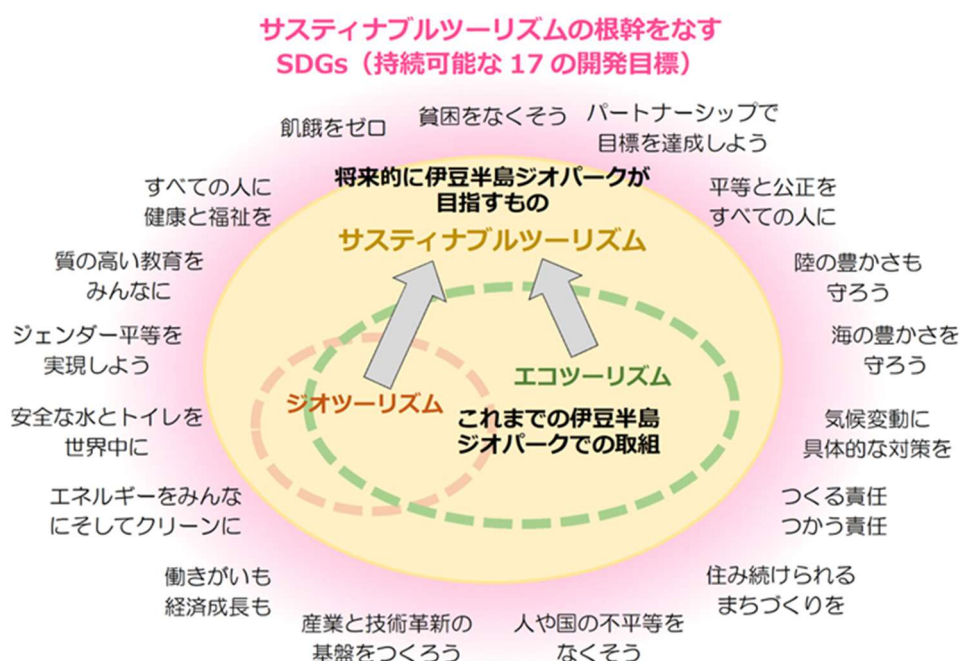 サスティナブルツーリズムの根幹をなす
SDGs（持続可能な 17 の開発目標）
飢餓をゼロ
貧困をなくそう
パートナーシップで
目標を達成しよう
将来的に伊豆半島ジオパークが
目指すもの
サスティナブルツーリズム
すべての人に
健康と福祉を
平等と公正を
すべての人に
質の高い教育を
みんなに
陸の豊かさも
守ろう
ジェンダー平等を
実現しよう
海の豊かさを
守ろう
エコツーリズム
ジオツーリズム
これまでの伊豆半島
ジオパークでの取組
安全な水とトイレを
世界中に
気候変動に
具体的な対策を
エネルギーをみんな
にそしてクリーンに
つくる責任
つかう責任
働きがいも
経済成長も
住み続けられる
まちづくりを
産業と技術革新の
基盤をつくろう
人や国の不平等を
なくそう